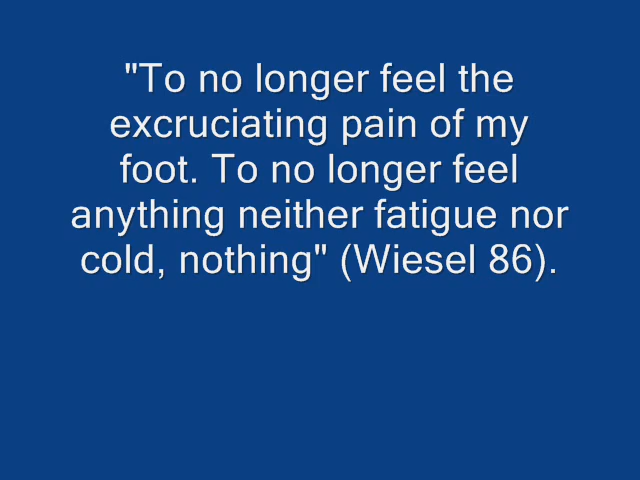 "To no longer feel the
excruciating pain of my
foot. To no longer feel
anything neither fatigue nor
cold, nothing" (Wiesel 86).